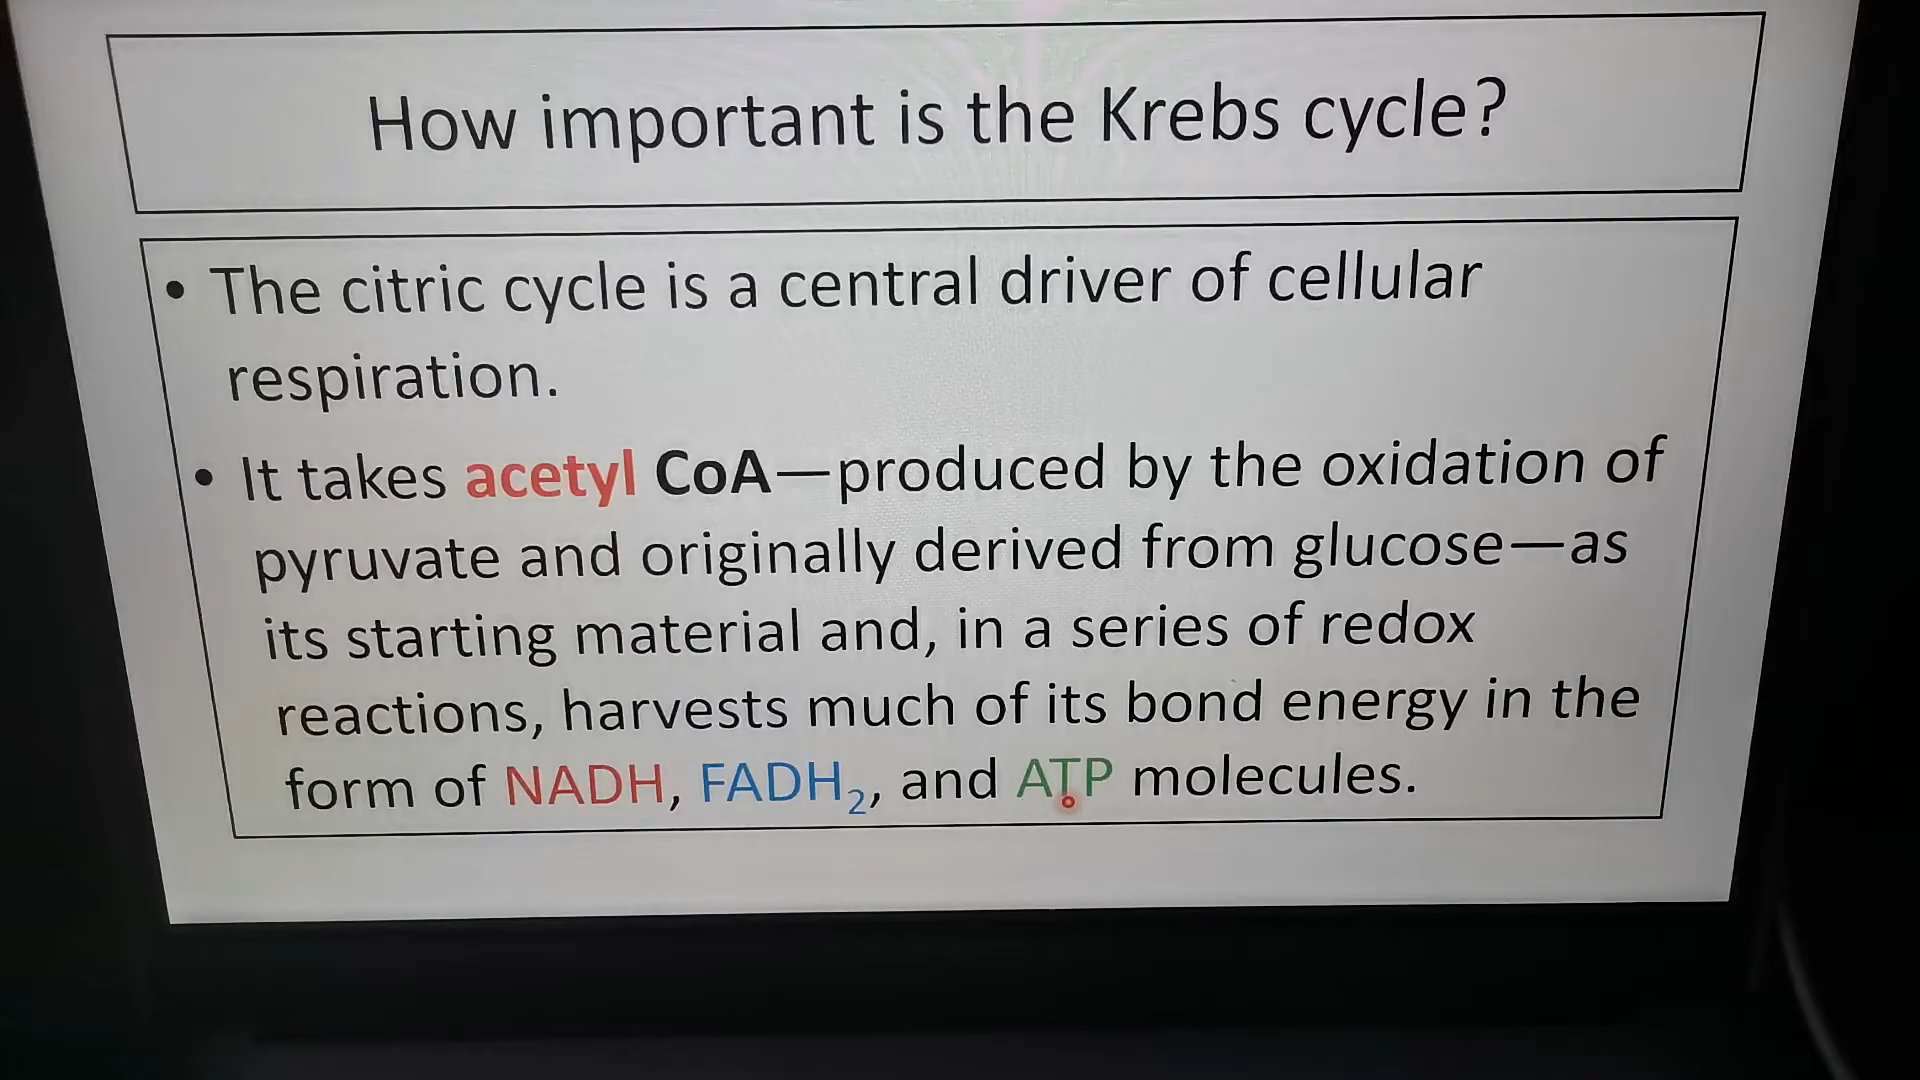 How important is the Krebs cycle?
• The citric cycle is a central driver of cellular
respiration.
• It takes acetyl CoA—produced by the oxidation of
pyruvate and originally derived from glucose—as
its starting material and, in a series of redox
reactions, harvests much of its bond energy in the
form of NADH, FADH₂, and ATP molecules.